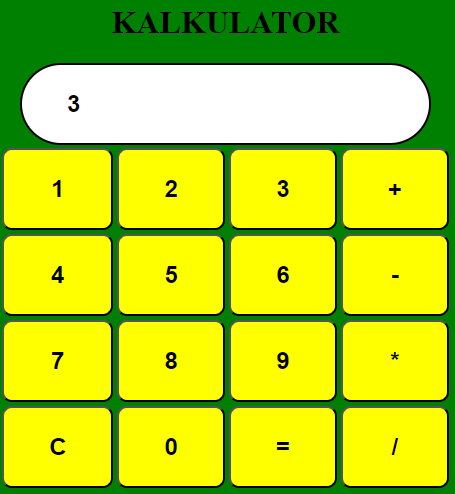 KALKULATOR
3
1 2 3 +
4 5 6 -
7 8 9 *
C 0 = /